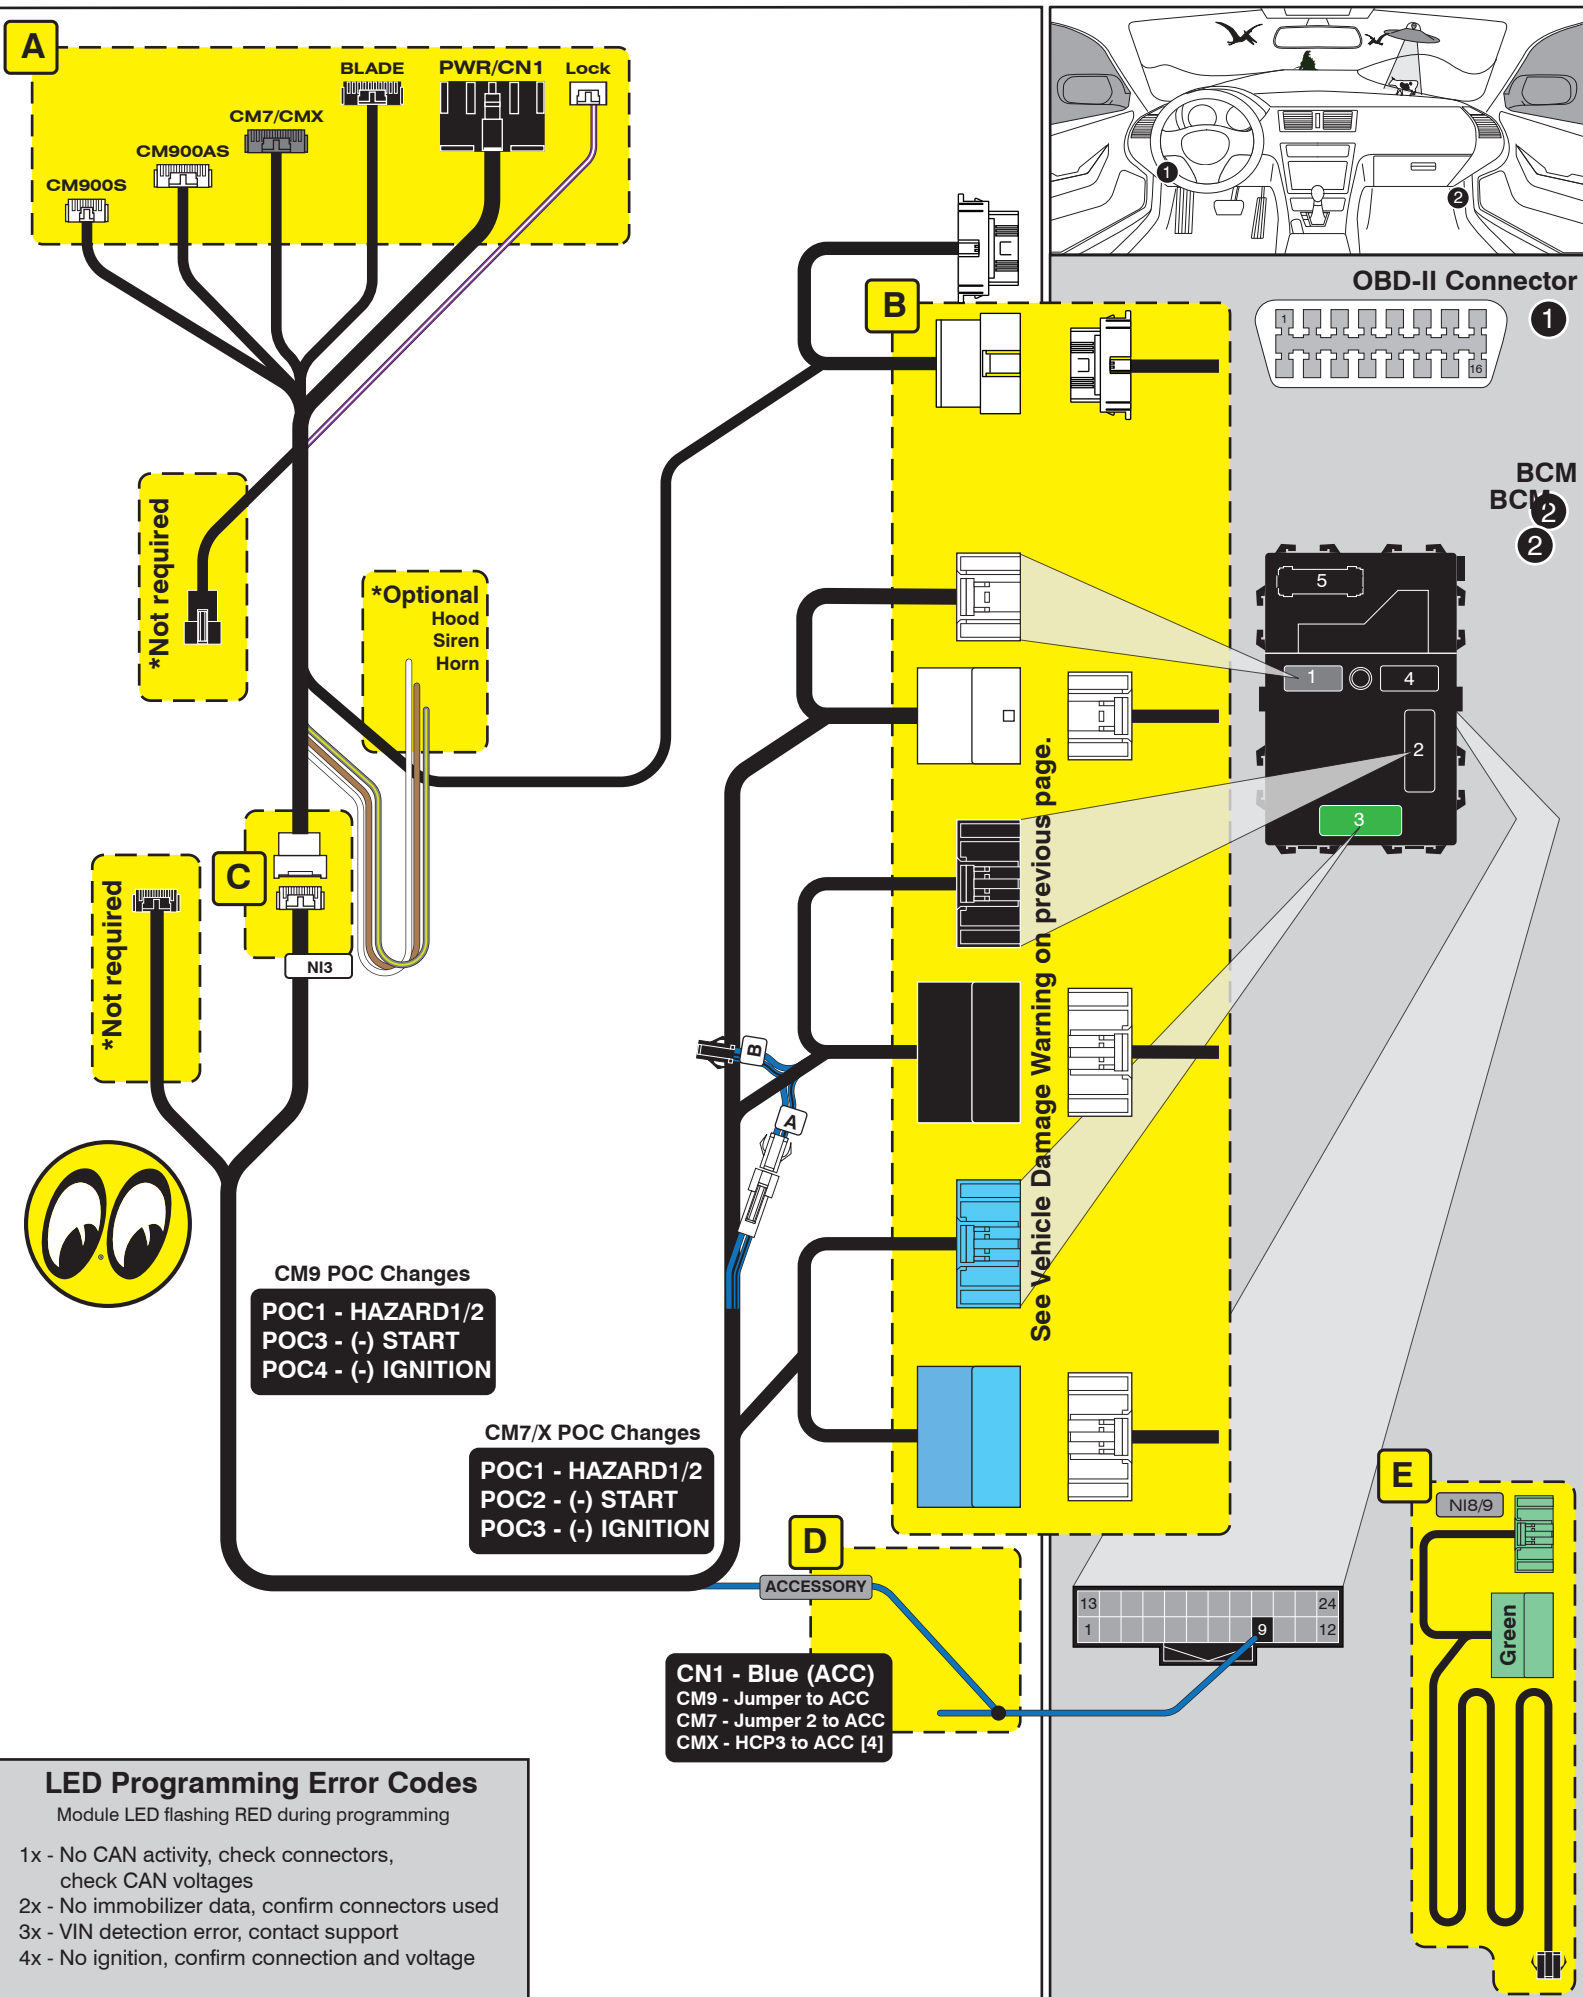 A
BLADE
PWR/CN1
Lock
CM7/CMX
CM900AS
CM900S
1
2
OBD-II Connector
1
1
16
B
BCM
BCM
2
2
*Not required
*Optional
Hood
Siren
Horn
5
1
4
2
3
See Vehicle Damage Warning on previous page.
*Not required
C
NI3
B
A
CM9 POC Changes
POC1 - HAZARD1/2
POC3 - (-) START
POC4 - (-) IGNITION
CM7/X POC Changes
POC1 - HAZARD1/2
POC2 - (-) START
POC3 - (-) IGNITION
D
ACCESSORY
CN1 - Blue (ACC)
CM9 - Jumper to ACC
CM7 - Jumper 2 to ACC
CMX - HCP3 to ACC [4]
13
24
1
9
12
E
NI8/9
Green
LED Programming Error Codes
Module LED flashing RED during programming
1x - No CAN activity, check connectors,
check CAN voltages
2x - No immobilizer data, confirm connectors used
3x - VIN detection error, contact support
4x - No ignition, confirm connection and voltage